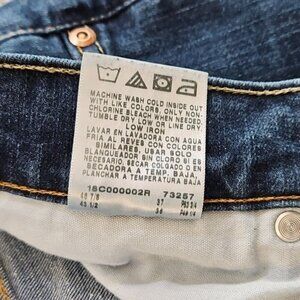 MACHINE WASH COLD INSIDE OUT
WITH LIKE COLORS, ONLY NON-
CHLORINE BLEACH WHEN NEEDED.
TUMBLE DRY LOW OR LINE DRY.
LOW IRON
LAVAR EN LAVADORA CON AGUA
FRIA AL REVES CON COLORES
SIMILARES, USAR SOLO
BLANQUEADOR SIN CLORO SI ES
NECESARIO SECAR EN
SECADORA A TEMP. BAJA,
PLANCHAR A TEMPERATURA BAJA
18C000002R 73257